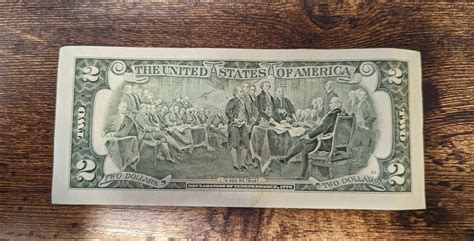 2 THE UNITED STATES OF AMERICA 2
TWO TWO
2 IN GOD WE TRUST 2
TWO DOLLARS DECLARATION OF INDEPENDENCE, 1776 TWO DOLLARS